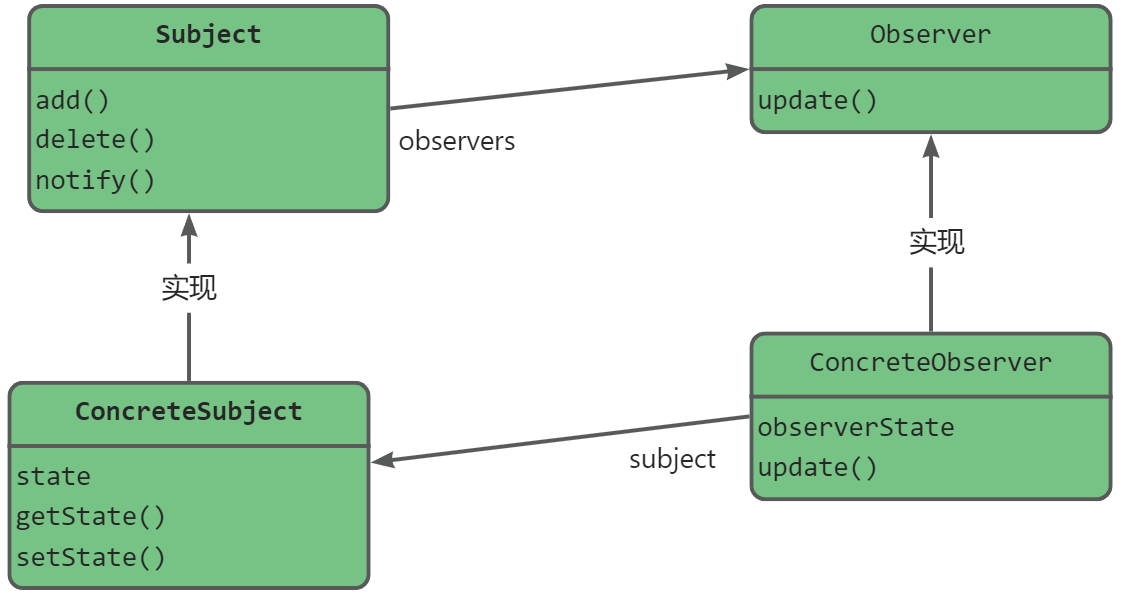 Subject
add()
delete()
notify()
Observer
update()
observers
实现
实现
ConcreteSubject
state
getState()
setState()
subject
ConcreteObserver
observerState
update()